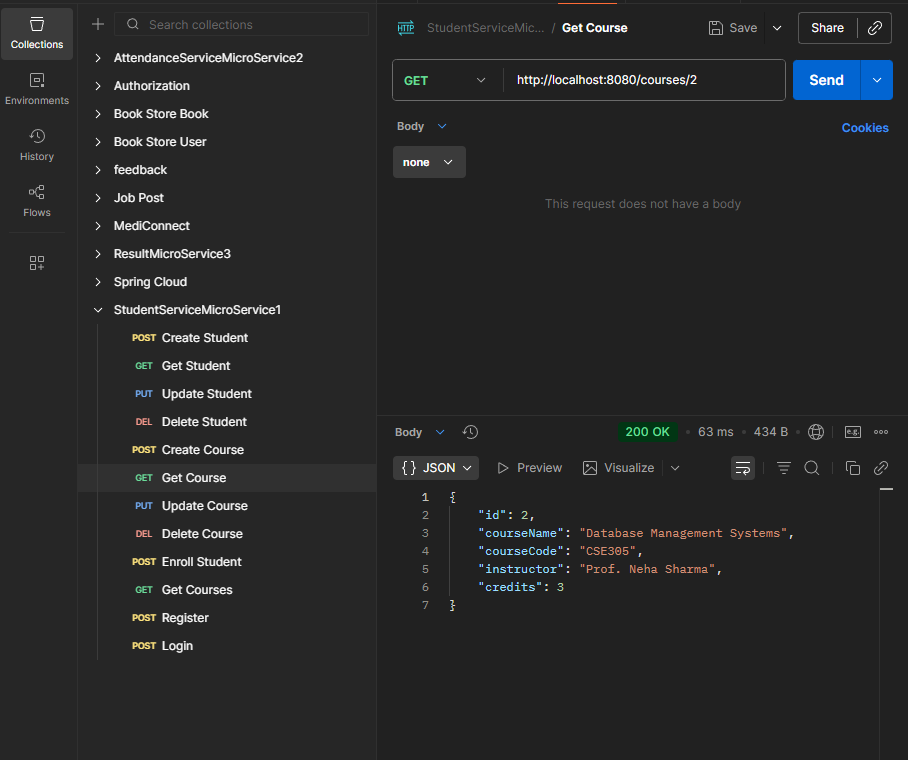 Collections
Environments
History
Flows
Search collections
AttendanceServiceMicroService2
Authorization
Book Store Book
Book Store User
feedback
Job Post
MediConnect
ResultMicroService3
Spring Cloud
StudentServiceMicroService1
POST Create Student
GET Get Student
PUT Update Student
DEL Delete Student
POST Create Course
GET Get Course
PUT Update Course
DEL Delete Course
POST Enroll Student
GET Get Courses
POST Register
POST Login
HTTP StudentServiceMic... / Get Course Save Share
GET http://localhost:8080/courses/2 Send
Body Cookies
none
This request does not have a body
Body 200 OK • 63 ms • 434 B • e.g.
{} JSON Preview Visualize
1 {
2 "id": 2,
3 "courseName": "Database Management Systems",
4 "courseCode": "CSE305",
5 "instructor": "Prof. Neha Sharma",
6 "credits": 3
7 }